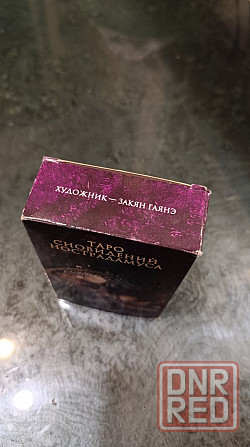 ХУДОЖНИК — ЗАКЯН ГАЯНЭ
ТАРО
СНОВИДЕНИЙ
НОСТРАДАМУСА
DNR
RED